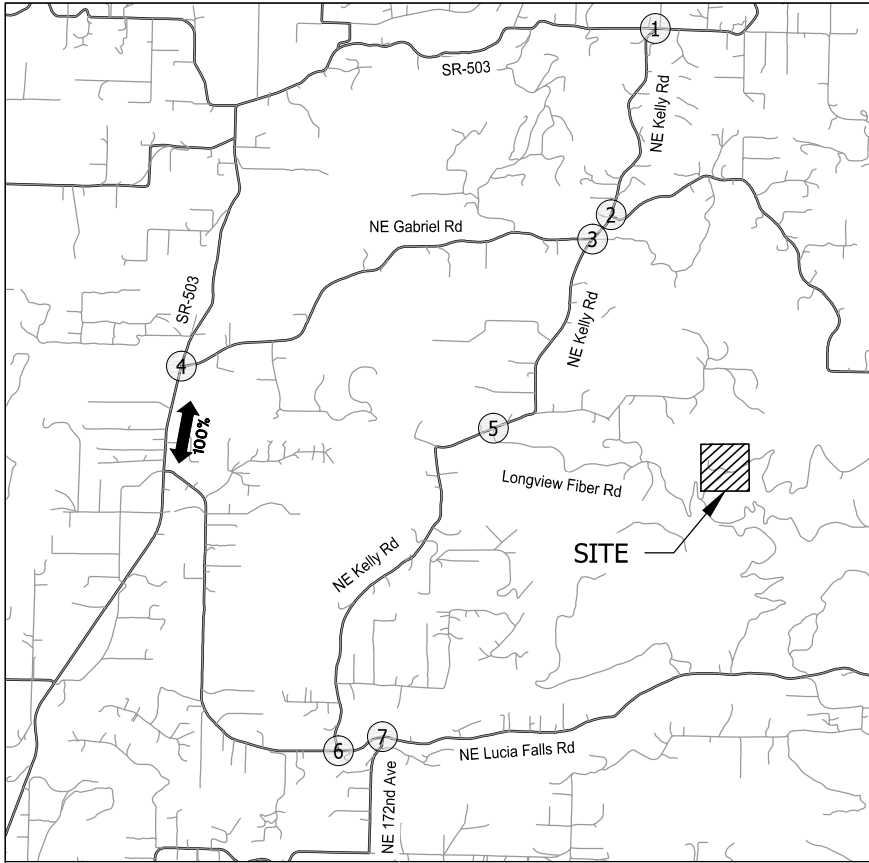 1
SR-503
NE Kelly Rd
2
NE Gabriel Rd
3
SR-503
NE Kelly Rd
4
100%
5
Longview Fiber Rd
SITE
NE Kelly Rd
7
6
NE Lucia Falls Rd
NE 172nd Ave